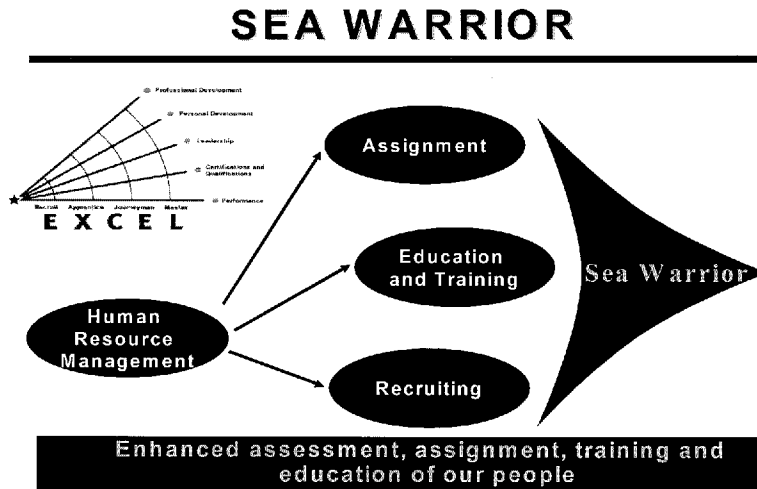 SEA WARRIOR
Professional Development
Personal Development
Leadership
Certifications and
Qualifications
Performance
Recruit Apprentice Journeyman Master
E X C E L
Assignment
Education
and Training
Sea Warrior
Human
Resource
Management
Recruiting
Enhanced assessment, assignment, training and
education of our people